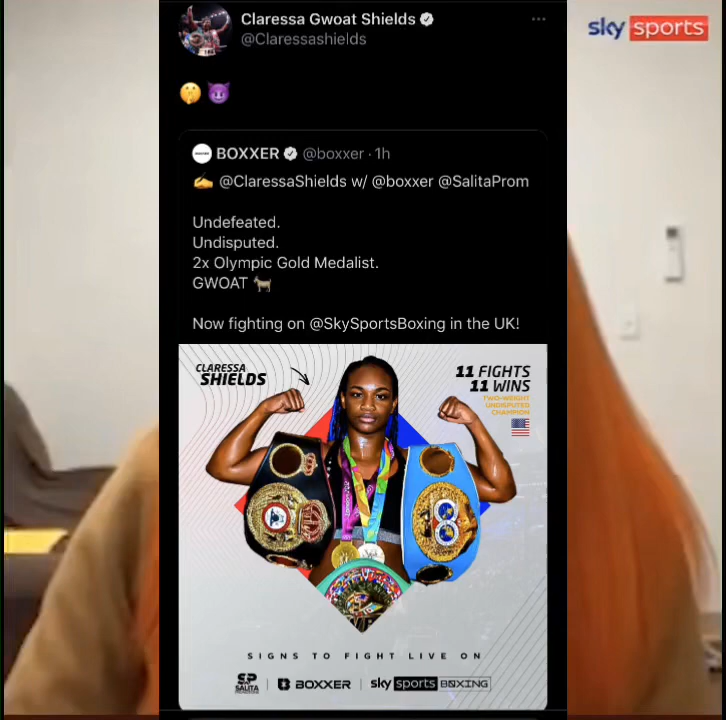 Claressa Gwoat Shields
@Claressashields
sky sports
🤫 😈
BOXXER @boxxer · 1h
✍️ @ClaressaShields w/ @boxxer @SalitaProm
Undefeated.
Undisputed.
2x Olympic Gold Medalist.
GWOAT 🐐
Now fighting on @SkySportsBoxing in the UK!
CLARESSA
SHIELDS
11 FIGHTS
11 WINS
TWO-WEIGHT
UNDISPUTED
CHAMPION
SIGNS TO FIGHT LIVE ON
SP
SALITA
BOXXER
sky sports BOXING